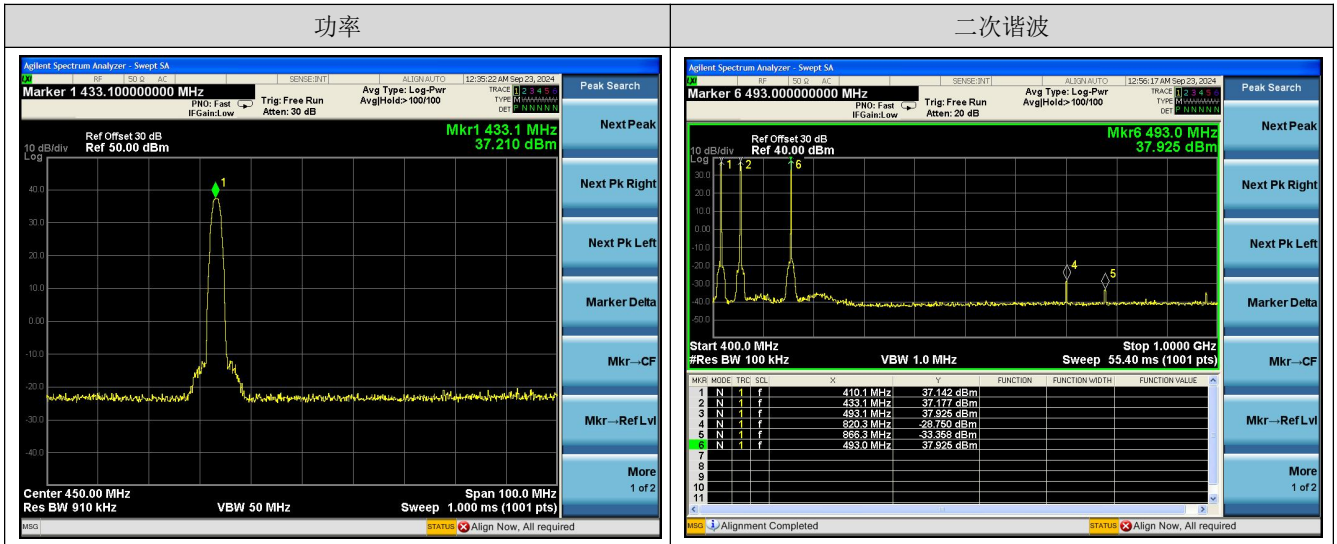 功率
二次谐波
Agilent Spectrum Analyzer - Swept SA
RF 50 Ω AC SENSE:INT ALIGN AUTO 12:35:22 AM Sep 23, 2024
Marker 1 433.100000000 MHz
PNO: Fast
IFGain:Low
Trig: Free Run
Atten: 30 dB
Avg Type: Log-Pwr
Avg|Hold:>100/100
TRACE 1 2 3 4 5 6
TYPE M
DET P N N N N N
Ref Offset 30 dB
10 dB/div Ref 50.00 dBm
Log
Mkr1 433.1 MHz
37.210 dBm
1
40.0
30.0
20.0
10.0
0.00
-10.0
-20.0
-30.0
-40.0
Center 450.00 MHz
Span 100.0 MHz
Res BW 910 kHz VBW 50 MHz Sweep 1.000 ms (1001 pts)
MSG STATUS Align Now, All required
Peak Search
Next Peak
Next Pk Right
Next Pk Left
Marker Delta
Mkr→CF
Mkr→Ref Lvl
More
1 of 2
Agilent Spectrum Analyzer - Swept SA
RF 50 Ω AC SENSE:INT ALIGN AUTO 12:56:17 AM Sep 23, 2024
Marker 6 493.000000000 MHz
PNO: Fast
IFGain:Low
Trig: Free Run
Atten: 20 dB
Avg Type: Log-Pwr
Avg|Hold:>100/100
TRACE 1 2 3 4 5 6
TYPE M
DET P N N N N N
Ref Offset 30 dB
10 dB/div Ref 40.00 dBm
Log
Mkr6 493.0 MHz
37.925 dBm
1 2 6
4
5
30.0
20.0
10.0
0.00
-10.0
-20.0
-30.0
-40.0
-50.0
Start 400.0 MHz Stop 1.0000 GHz
#Res BW 100 kHz VBW 1.0 MHz Sweep 55.40 ms (1001 pts)
MKR MODE TRC SCL X Y FUNCTION FUNCTION WIDTH FUNCTION VALUE
1 N 1 f 410.1 MHz 37.142 dBm
2 N 1 f 433.1 MHz 37.177 dBm
3 N 1 f 493.1 MHz 37.925 dBm
4 N 1 f 820.3 MHz -28.750 dBm
5 N 1 f 866.3 MHz -33.358 dBm
6 N 1 f 493.0 MHz 37.925 dBm
7
8
9
10
11
MSG Alignment Completed STATUS Align Now, All required
Peak Search
Next Peak
Next Pk Right
Next Pk Left
Marker Delta
Mkr→CF
Mkr→Ref Lvl
More
1 of 2